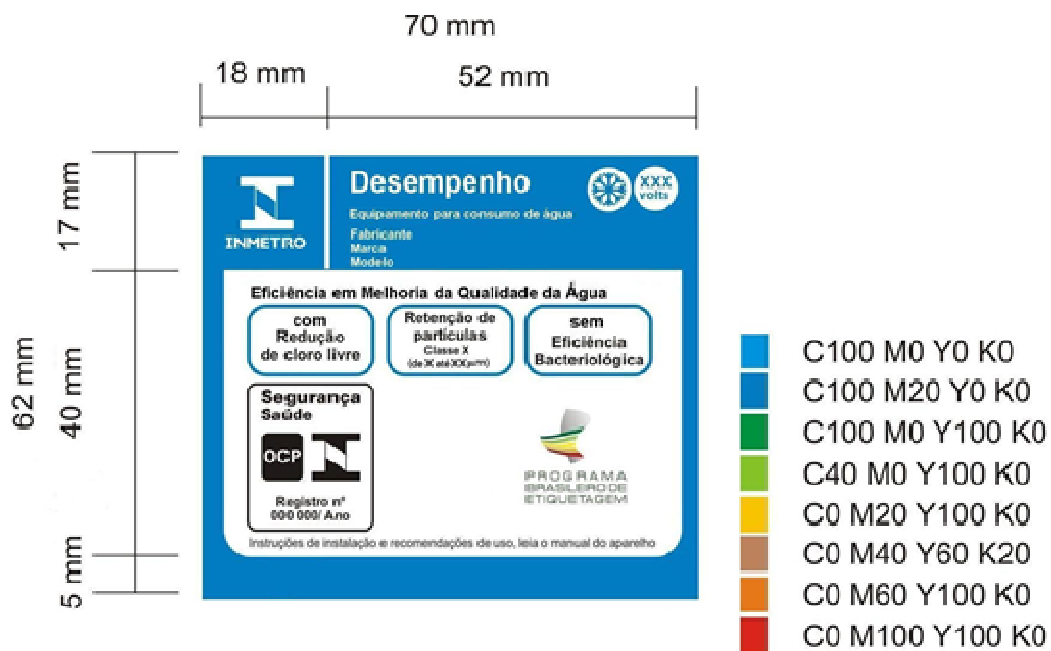 70 mm
18 mm
52 mm
17 mm
62 mm
40 mm
5 mm
INMETRO
Desempenho
XXX
volts
Equipamento para consumo de água
Fabricante
Marca
Modelo
Eficiência em Melhoria da Qualidade da Água
com
Redução
de cloro livre
Retenção de
partículas
Classe X
(de X até XX µm)
sem
Eficiência
Bacteriológica
Segurança
Saúde
OCP
Registro nº
000 000/ Ano
PROGRAMA
BRASILEIRO DE
ETIQUETAGEM
Instruções de instalação e recomendações de uso, leia o manual do aparelho
C100 M0 Y0 K0
C100 M20 Y0 K0
C100 M0 Y100 K0
C40 M0 Y100 K0
C0 M20 Y100 K0
C0 M40 Y60 K20
C0 M60 Y100 K0
C0 M100 Y100 K0